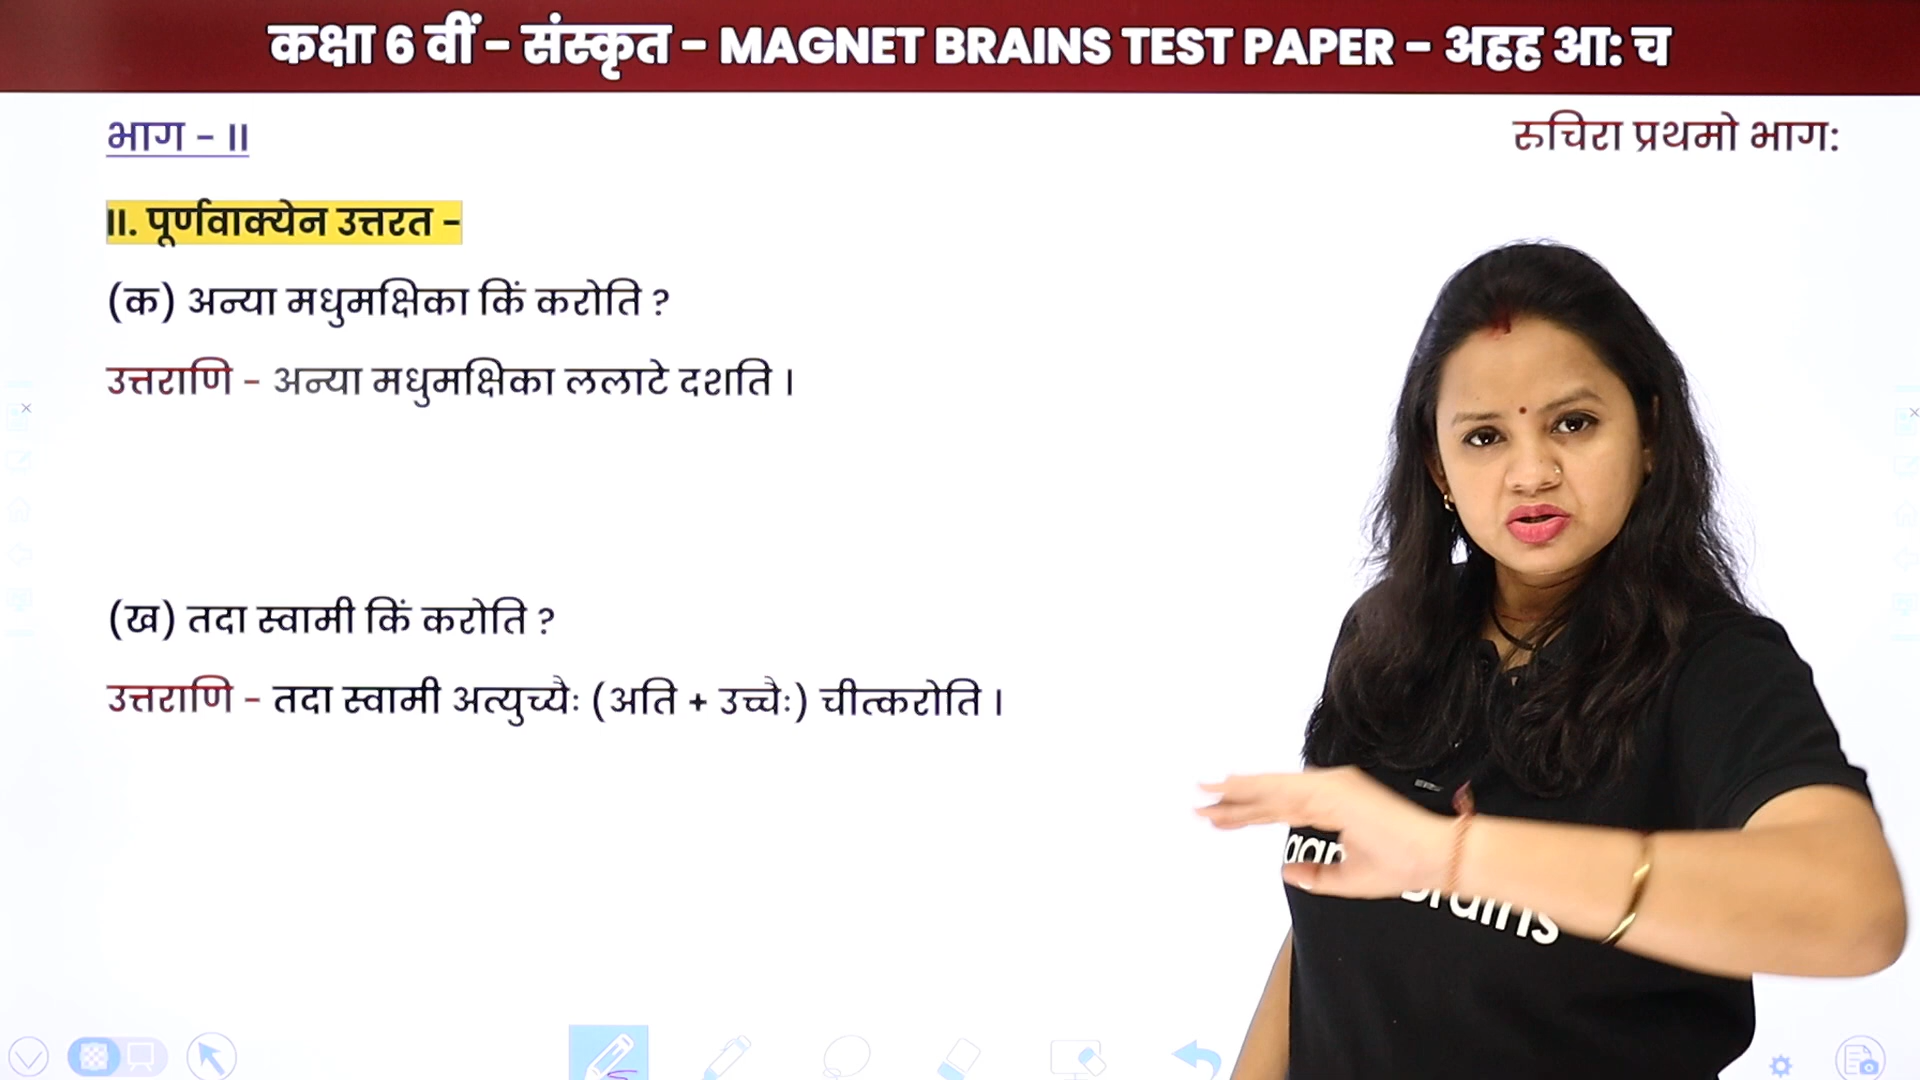 कक्षा 6 वीं - संस्कृत - MAGNET BRAINS TEST PAPER - अहह आ: च
भाग - II
रुचिरा प्रथमो भाग:
II. पूर्णवाक्येन उत्तरत -
(क) अन्या मधुमक्षिका किं करोति ?
उत्तराणि - अन्या मधुमक्षिका ललाटे दशति ।
(ख) तदा स्वामी किं करोति ?
उत्तराणि - तदा स्वामी अत्युच्यैः (अति + उच्चैः) चीत्करोति ।